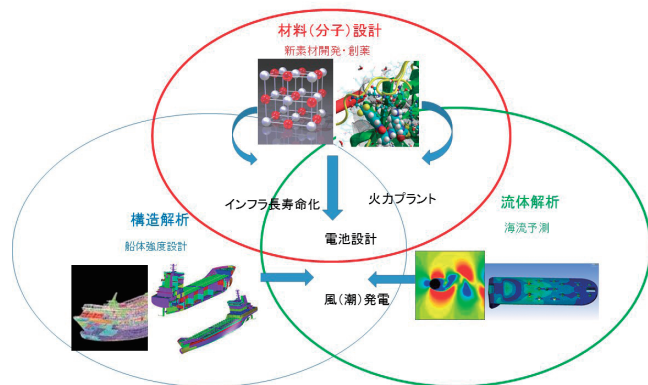 材料(分子)設計
新素材開発・創薬
インフラ長寿命化
火力プラント
構造解析
船体強度設計
流体解析
海流予測
電池設計
風(潮)発電